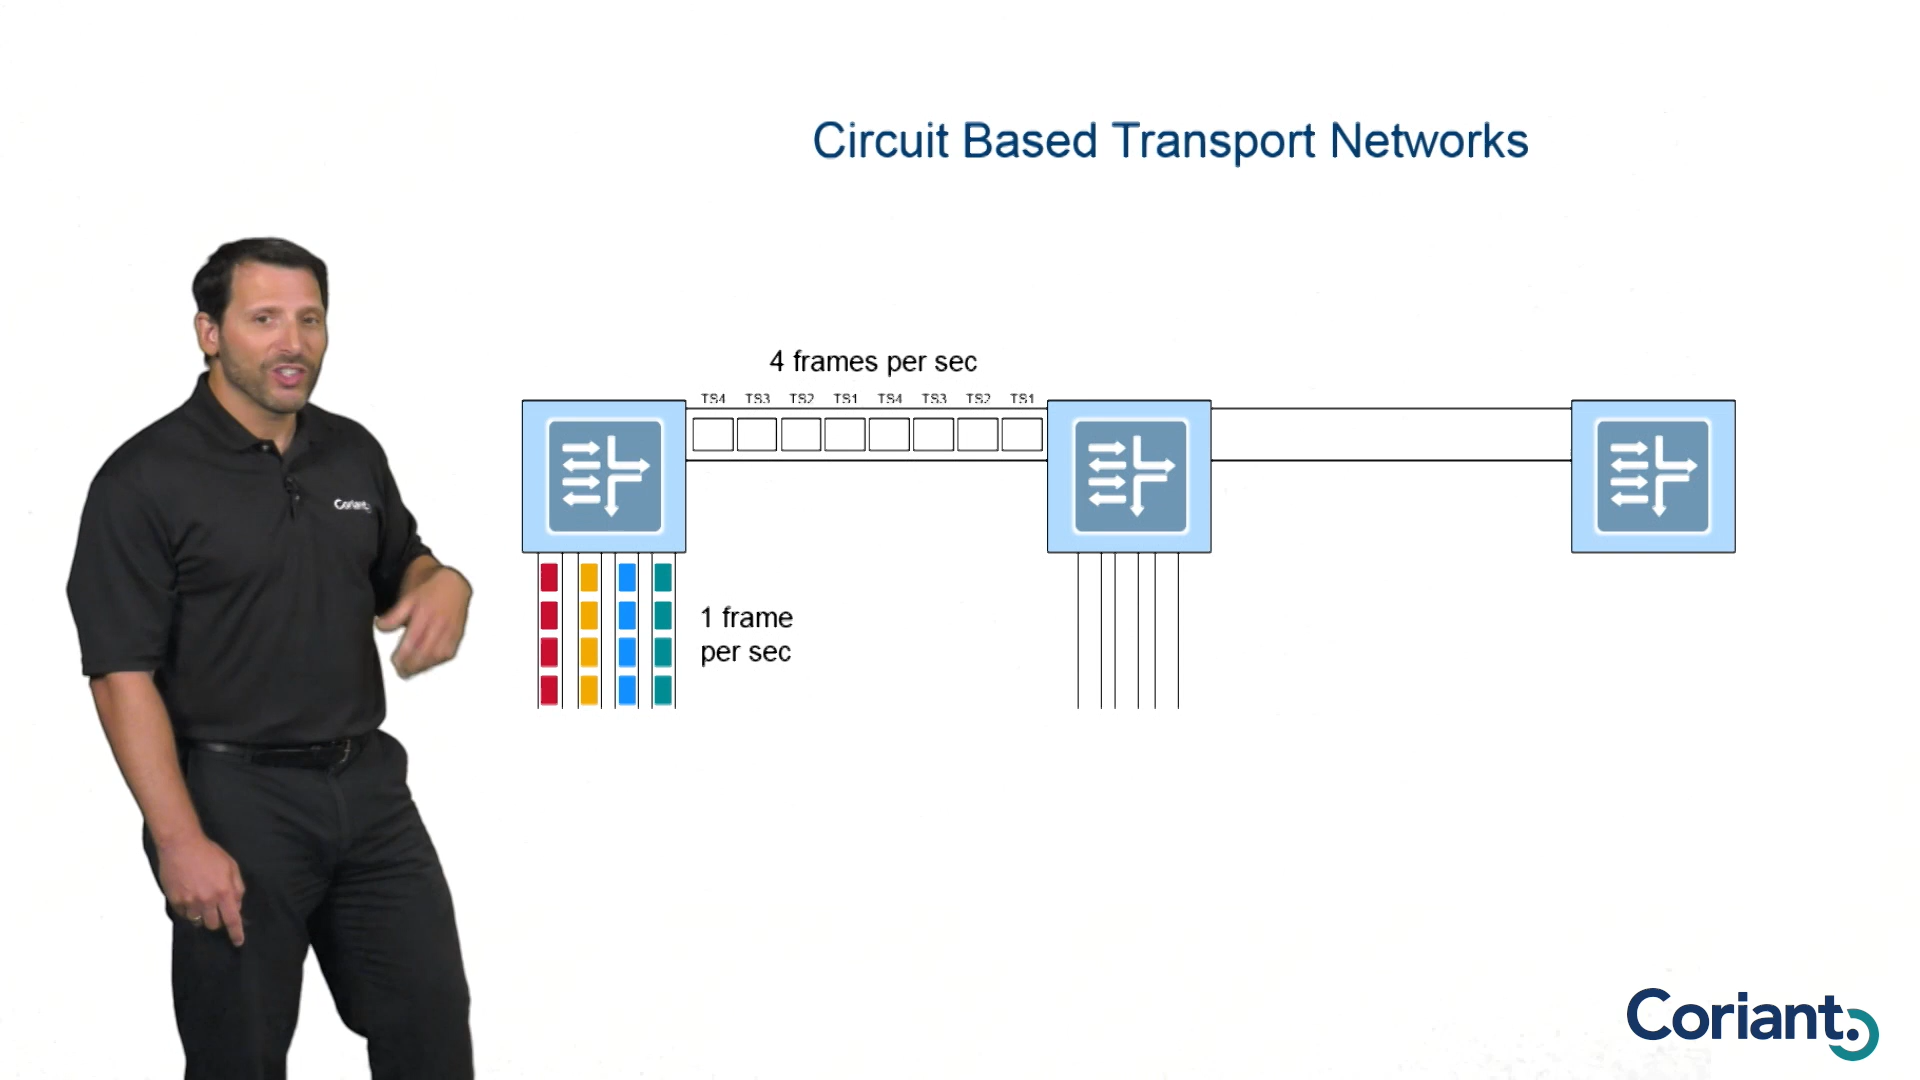 Circuit Based Transport Networks
4 frames per sec
TS4 TS3 TS2 TS1 TS4 TS3 TS2 TS1
Coriant
1 frame
per sec
Coriant